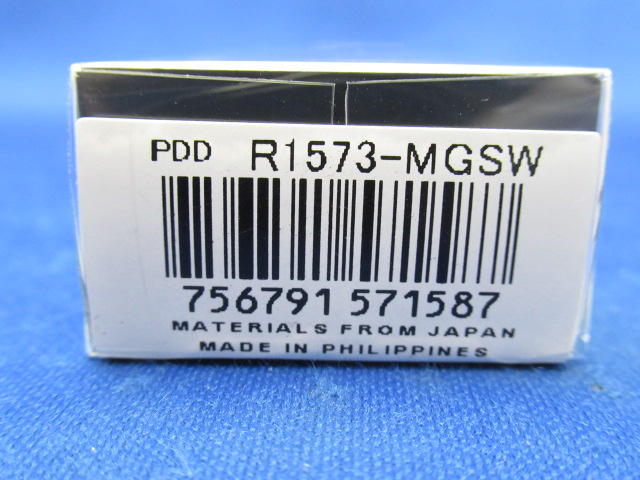 PDD R1573-MGSW
756791 571587
MATERIALS FROM JAPAN
MADE IN PHILIPPINES